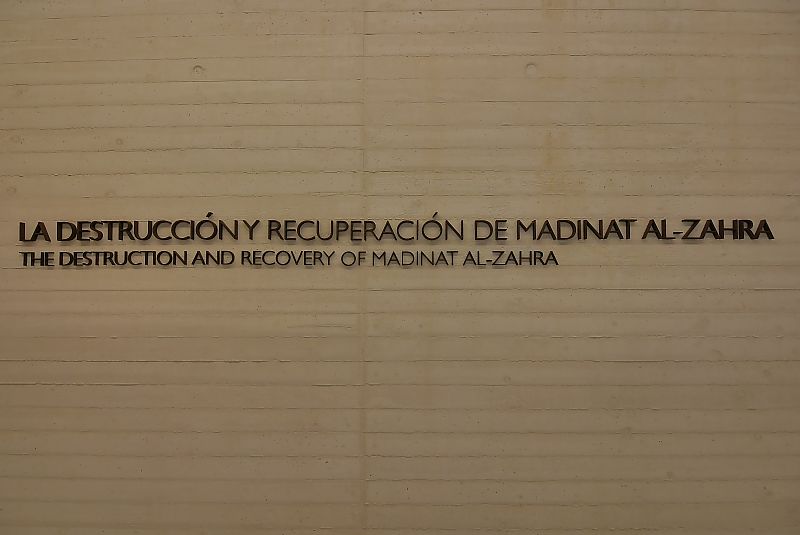 LA DESTRUCCIÓN Y RECUPERACIÓN DE MADINAT AL-ZAHRA
THE DESTRUCTION AND RECOVERY OF MADINAT AL-ZAHRA